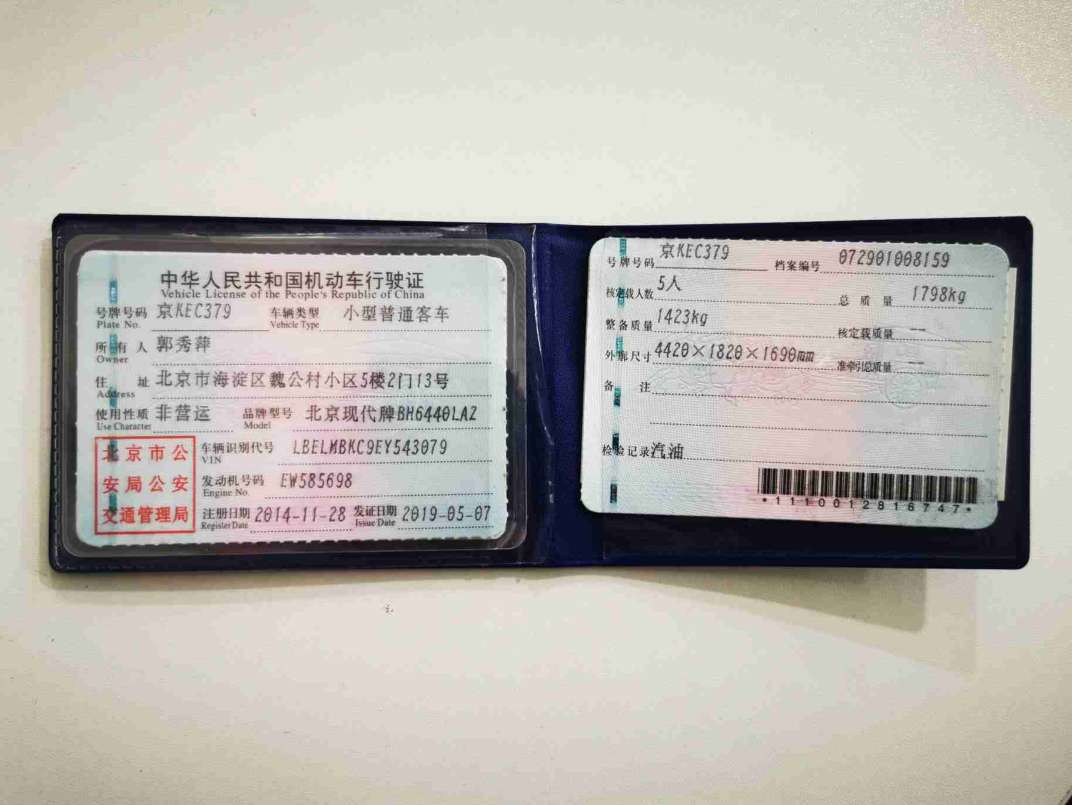 中华人民共和国机动车行驶证
Vehicle License of the People's Republic of China
号牌号码 京KEC379 车辆类型 小型普通客车
Plate No. Vehicle Type
所有人 郭秀萍
Owner
住址 北京市海淀区魏公村小区5楼2门13号
Address
使用性质 非营运 品牌型号 北京现代牌BH6440LAZ
Use Character Model
北京市公安局公安交通管理局
车辆识别代号 LBELMBKC9EY543079
VIN
发动机号码 EW585698
Engine No.
注册日期 2014-11-28 发证日期 2019-05-07
Register Date Issue Date
号牌号码 京KEC379 档案编号 072901008159
核定载人数 5人 总质量 1798kg
整备质量 1423kg 核定载质量 --
外廓尺寸 4420×1820×1690mm 准牵引总质量 --
备注
检验记录 汽油
*1110012916747*